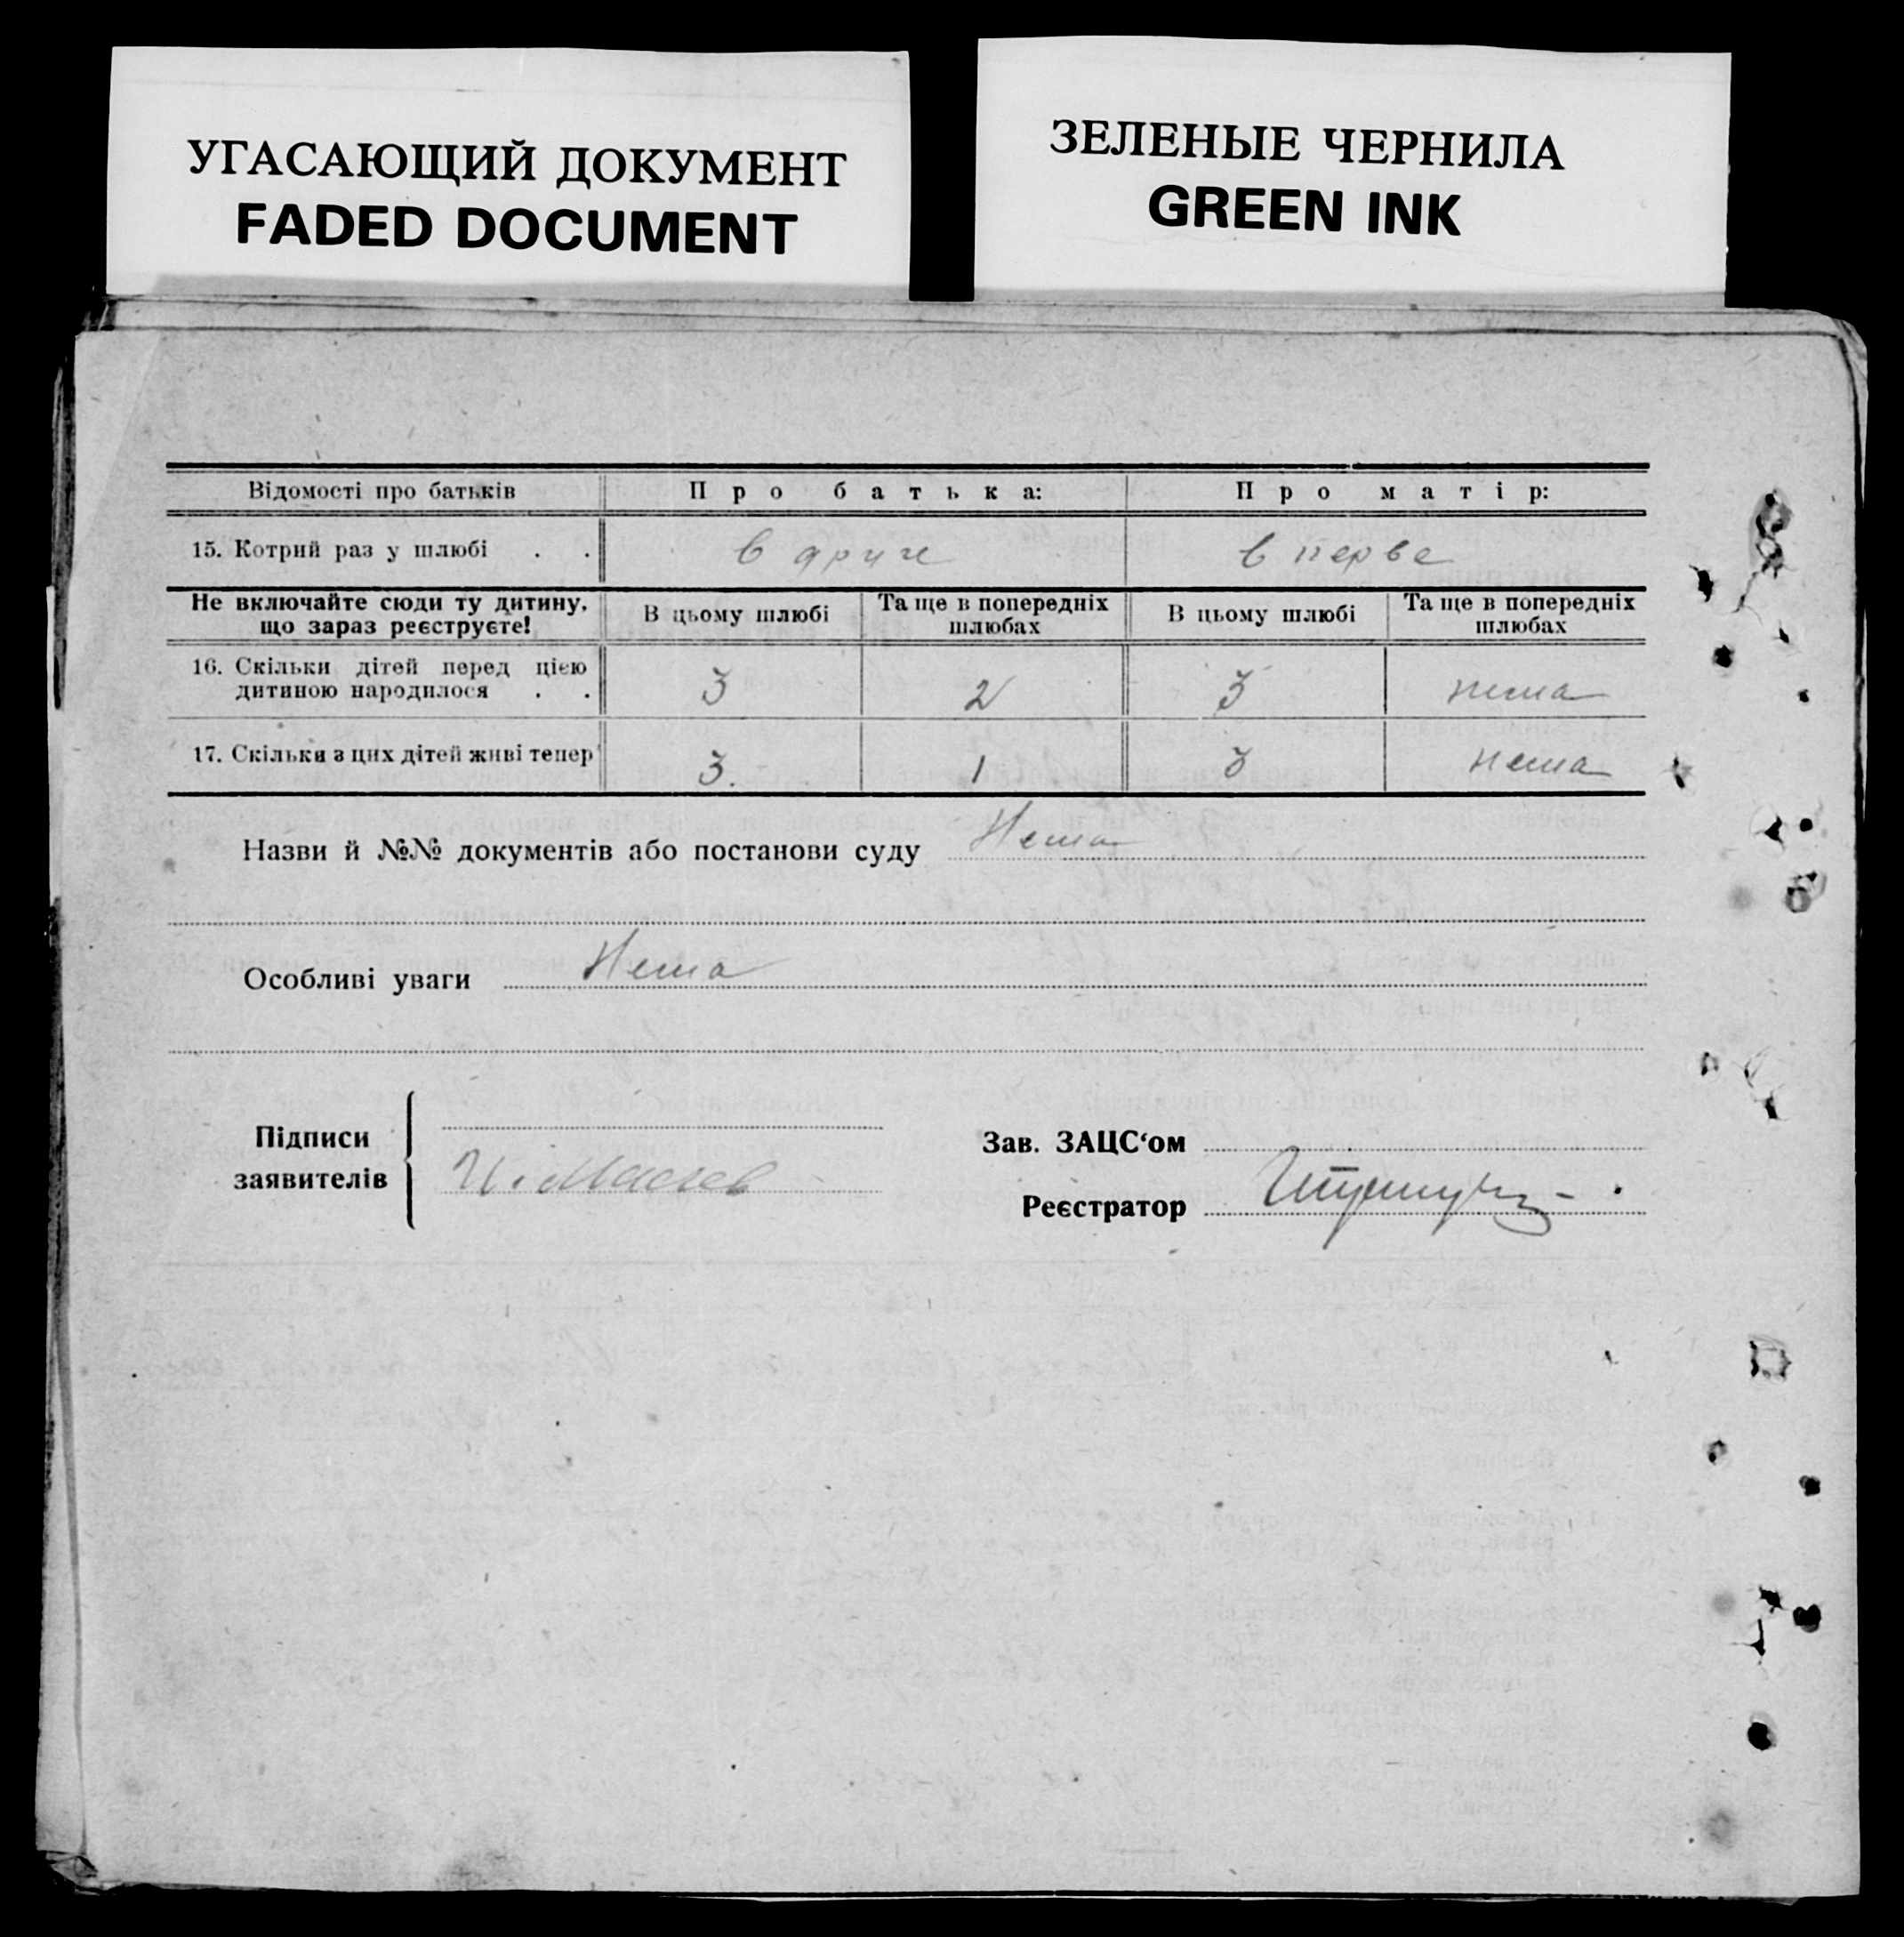 УГАСАЮЩИЙ ДОКУМЕНТ
FADED DOCUMENT
ЗЕЛЕНЫЕ ЧЕРНИЛА
GREEN INK
Відомості про батьків Про батька: Про матір:
15. Котрий раз у шлюбі . . в друге в перве
Не включайте сюди ту дитину, що зараз реєструєте! В цьому шлюбі Та ще в попередніх шлюбах В цьому шлюбі Та ще в попередніх шлюбах
16. Скільки дітей перед цією
дитиною народилося . . 3 2 3 нема
17. Скільки з цих дітей живі тепер 3. 1 3 нема
Назви й №№ документів або постанови суду Нема
Особливі уваги Нема
Підписи
заявителів
Зав. ЗАЦС‘ом
Реєстратор